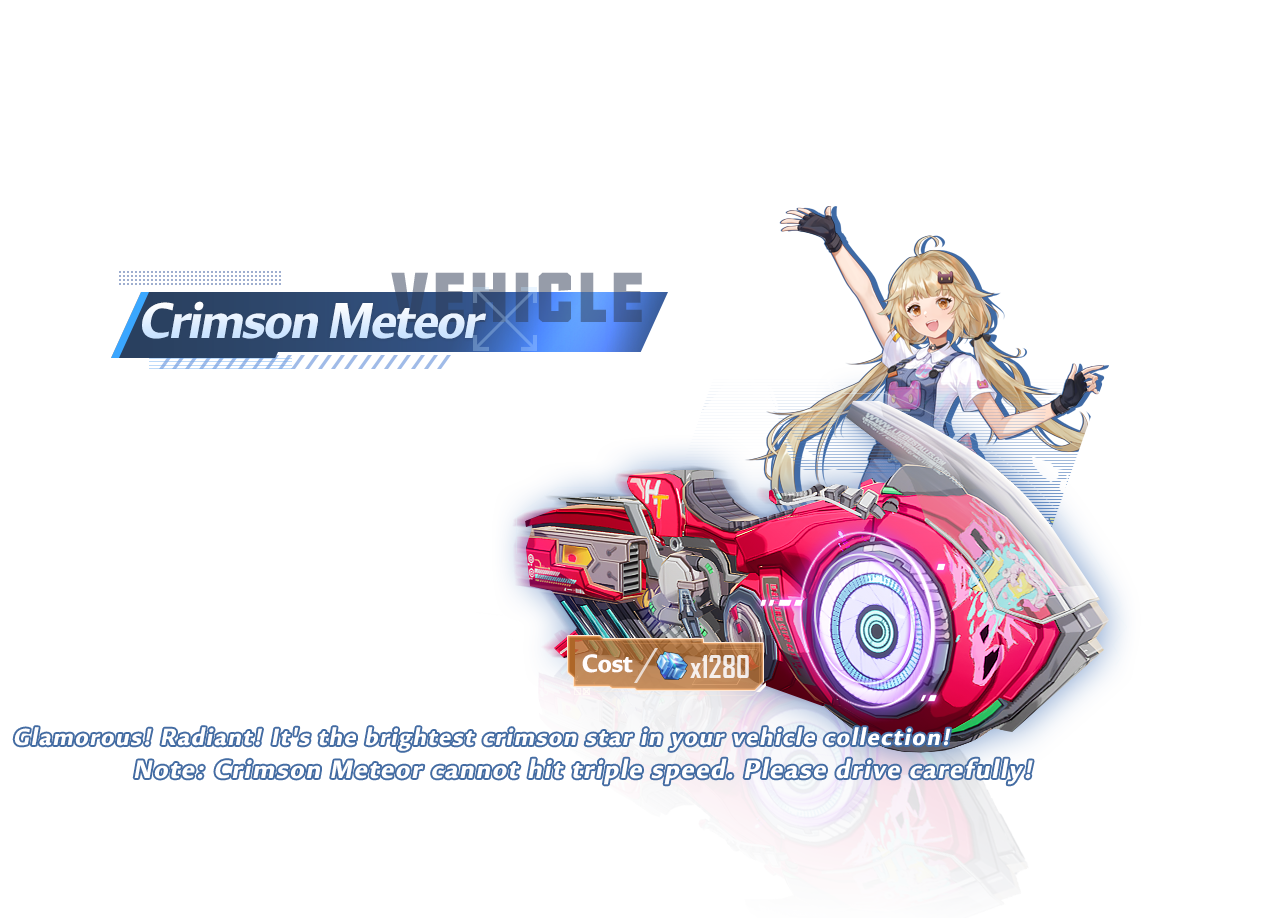 VEHICLE
Crimson Meteor
HT
Cost
x1280
Glamorous! Radiant! It's the brightest crimson star in your vehicle collection!
Note: Crimson Meteor cannot hit triple speed. Please drive carefully!